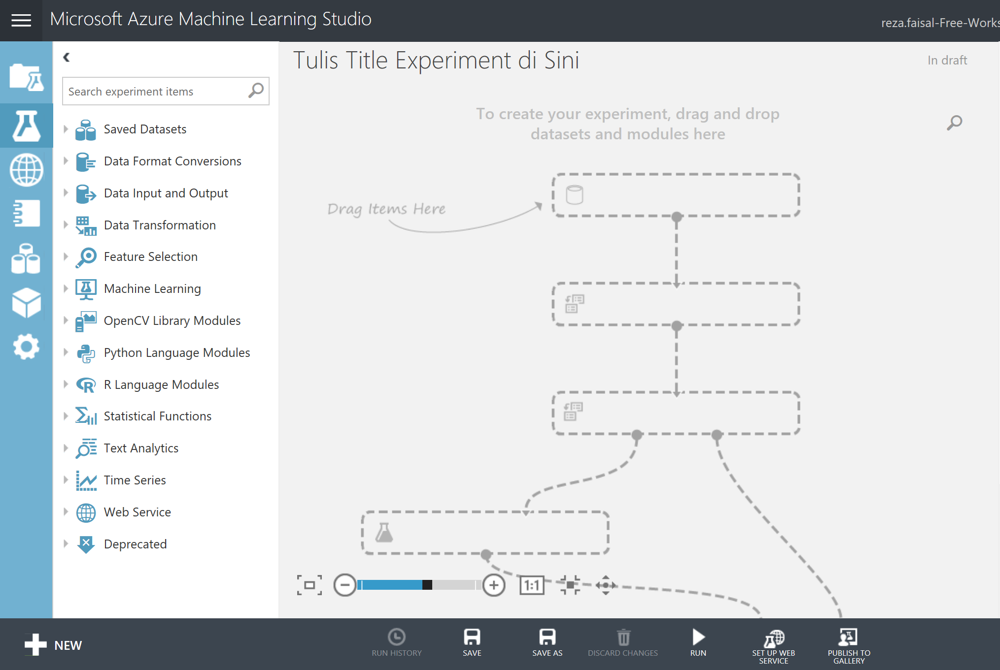 Microsoft Azure Machine Learning Studio
reza.faisal-Free-Works
Search experiment items
Saved Datasets
Data Format Conversions
Data Input and Output
Data Transformation
Feature Selection
Machine Learning
OpenCV Library Modules
Python Language Modules
R Language Modules
Statistical Functions
Text Analytics
Time Series
Web Service
Deprecated
Tulis Title Experiment di Sini
In draft
To create your experiment, drag and drop
datasets and modules here
Drag Items Here
1:1
NEW
RUN HISTORY
SAVE
SAVE AS
DISCARD CHANGES
RUN
SET UP WEB
SERVICE
PUBLISH TO
GALLERY